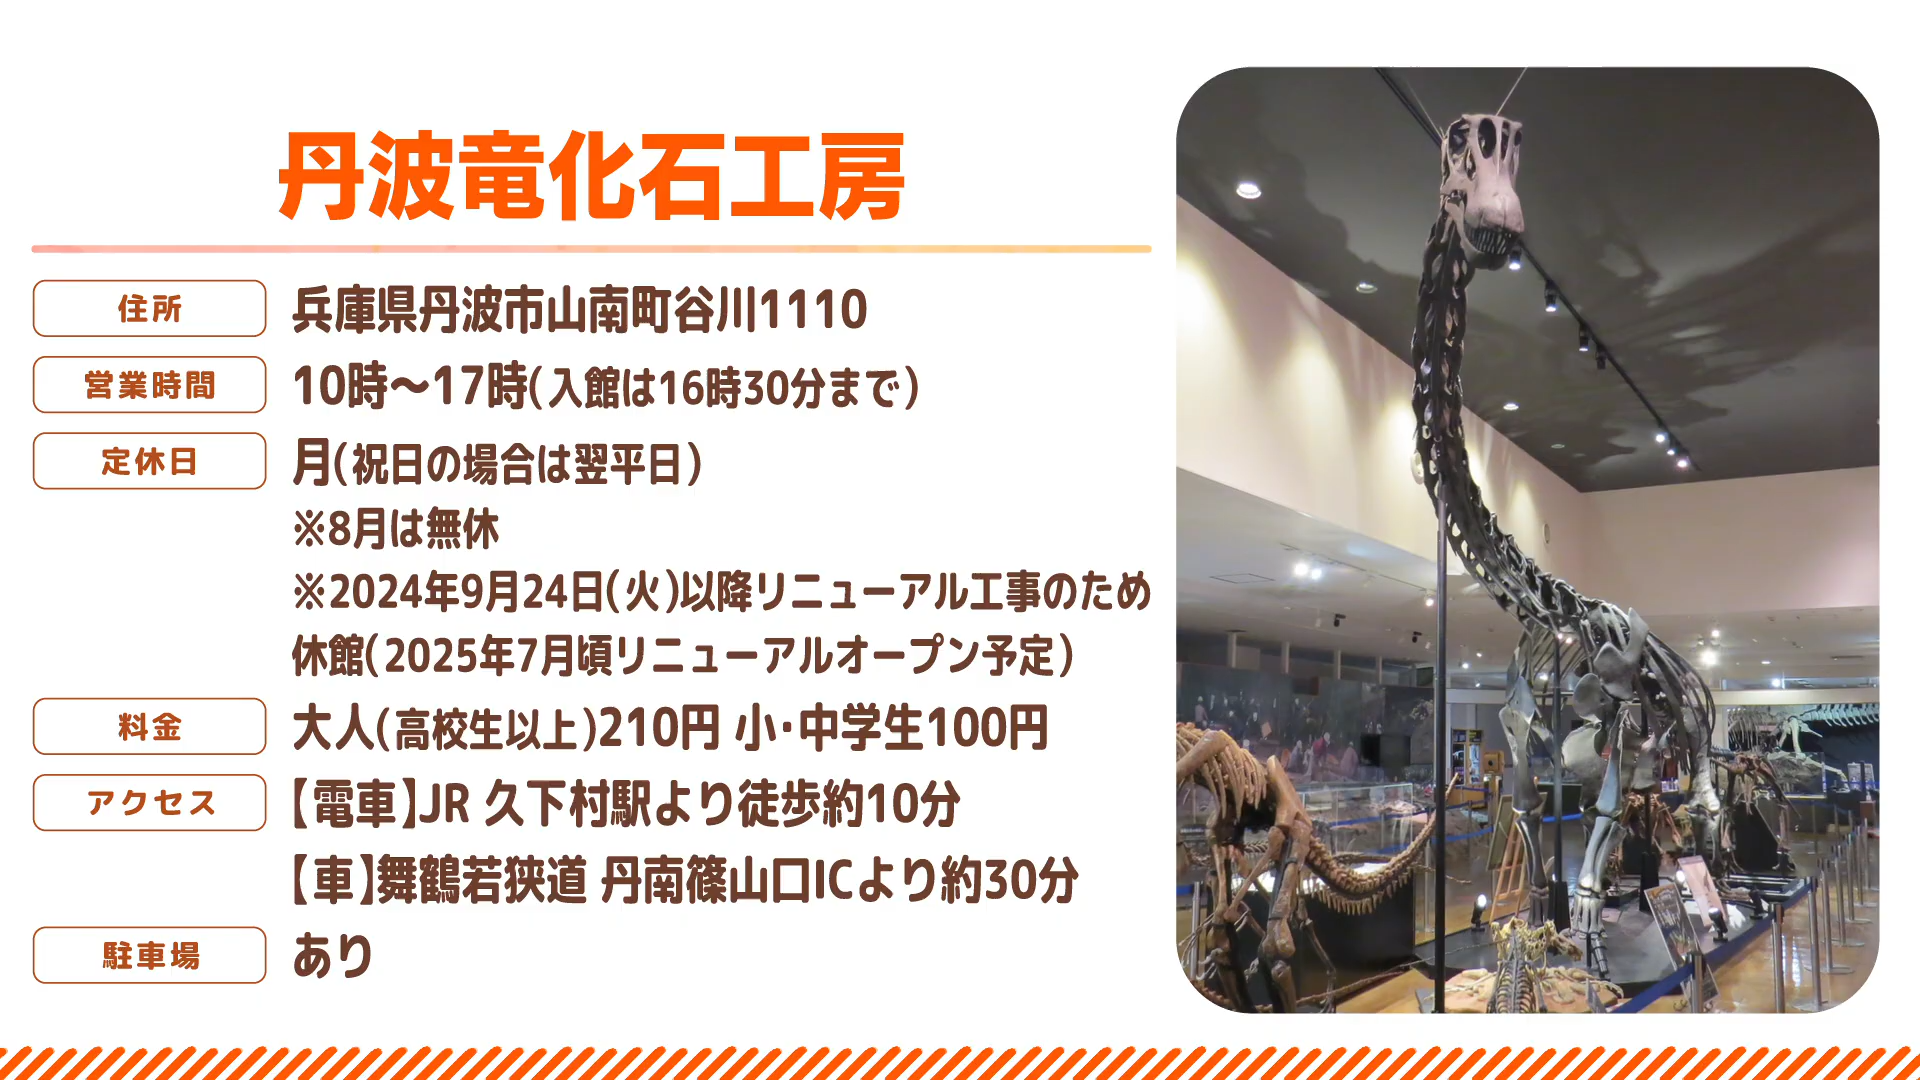 丹波竜化石工房
住所
兵庫県丹波市山南町谷川1110
営業時間
10時〜17時(入館は16時30分まで)
定休日
月(祝日の場合は翌平日)
※8月は無休
※2024年9月24日(火)以降リニューアル工事のため
休館(2025年7月頃リニューアルオープン予定)
料金
大人(高校生以上)210円 小・中学生100円
アクセス
【電車】JR 久下村駅より徒歩約10分
【車】舞鶴若狭道 丹南篠山口ICより約30分
駐車場
あり